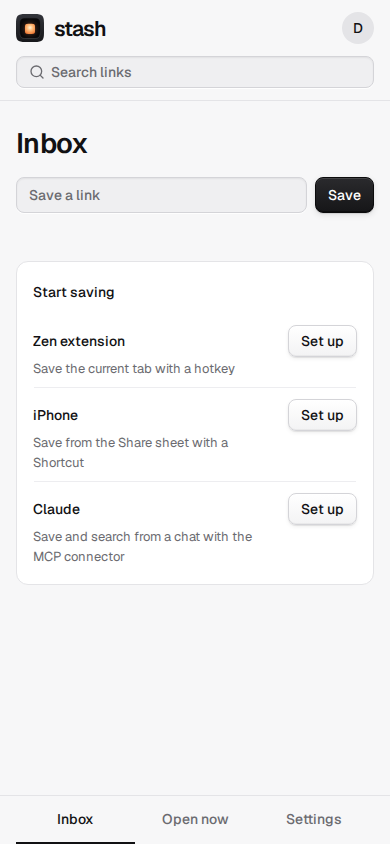 stash
D
Search links
Inbox
Save a link
Save
Start saving
Zen extension
Set up
Save the current tab with a hotkey
iPhone
Set up
Save from the Share sheet with a
Shortcut
Claude
Set up
Save and search from a chat with the
MCP connector
Inbox
Open now
Settings